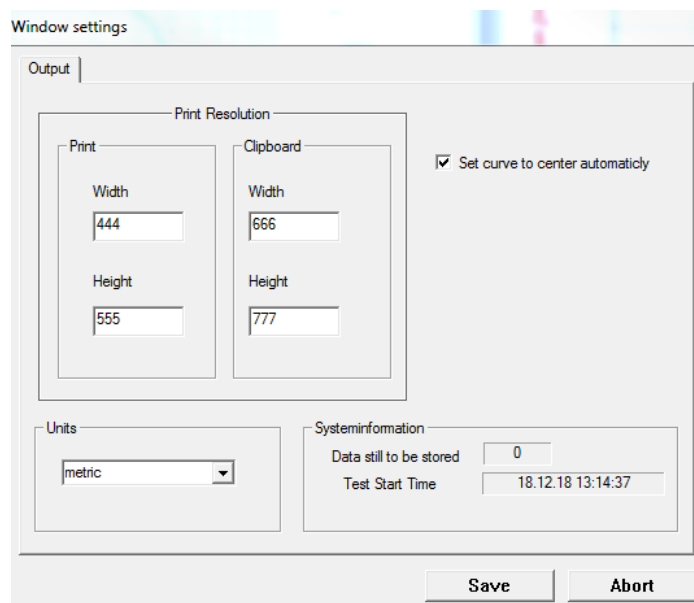 Window settings
Output
Print Resolution
Print
Clipboard
Set curve to center automaticly
Width
Width
444
666
Height
Height
555
777
Units
metric
Systeminformation
Data still to be stored 0
Test Start Time 18.12.18 13:14:37
Save
Abort